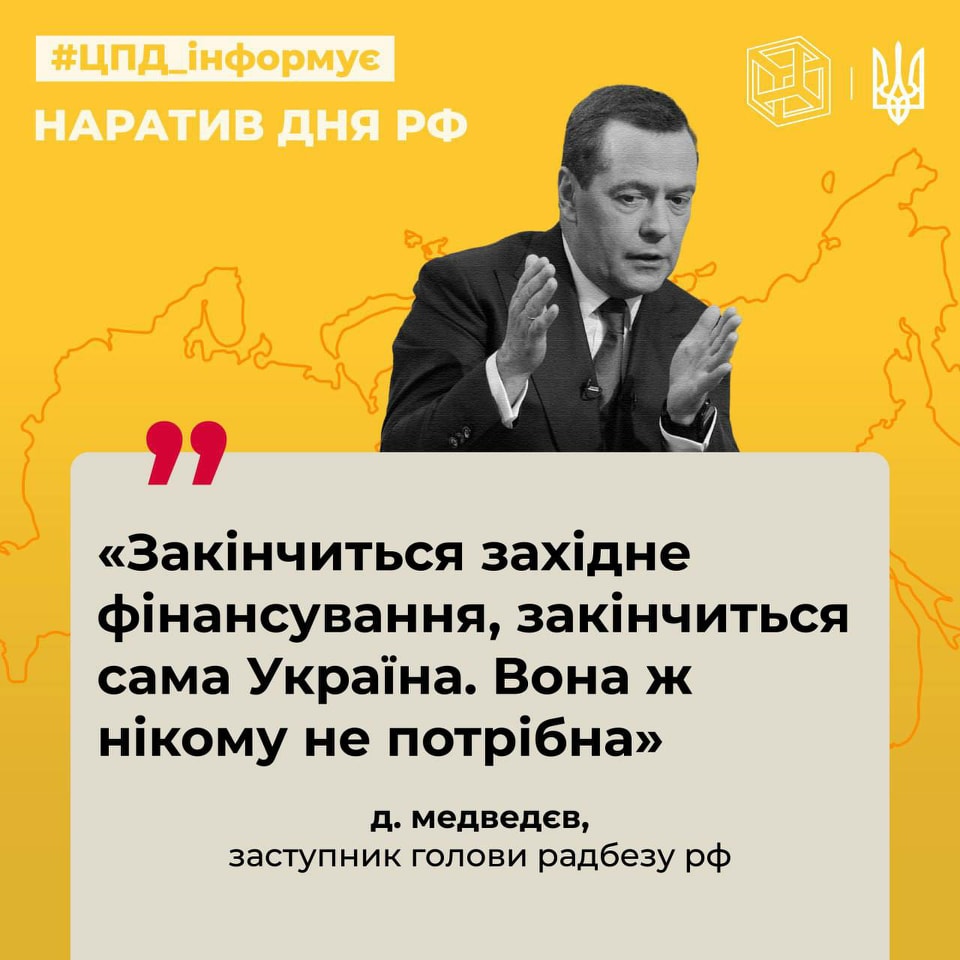 #ЦПД_інформує
НАРАТИВ ДНЯ РФ
«Закінчиться західне
фінансування, закінчиться
сама Україна. Вона ж
нікому не потрібна»
д. медведєв,
заступник голови радбезу рф